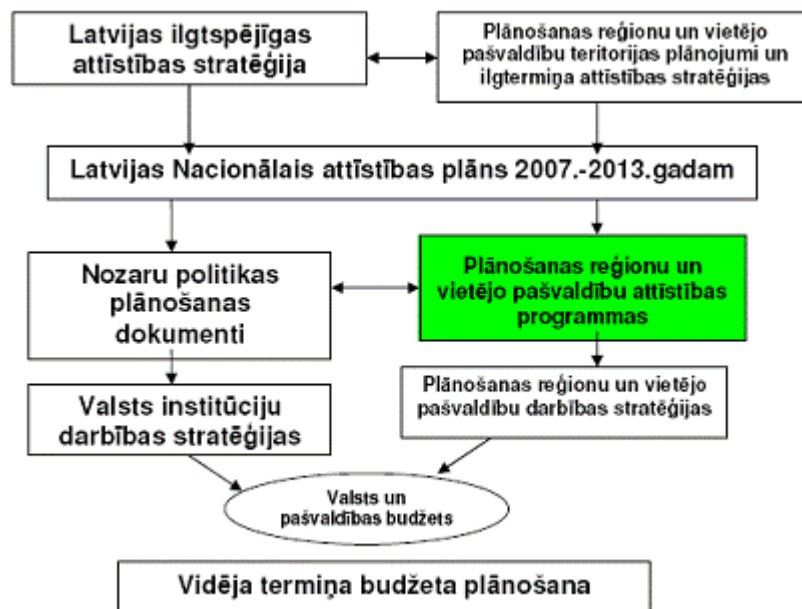 Latvijas ilgtspējīgas
attīstības stratēģija
Plānošanas reģionu un vietējo
pašvaldību teritorijas plānojumi un
ilgtermiņa attīstības stratēģijas
Latvijas Nacionālais attīstības plāns 2007.-2013.gadam
Nozaru politikas
plānošanas
dokumenti
Plānošanas reģionu un
vietējo pašvaldību attīstības
programmas
Valsts institūciju
darbības stratēģijas
Plānošanas reģionu un vietējo
pašvaldību darbības stratēģijas
Valsts un
pašvaldības budžets
Vidēja termiņa budžeta plānošana